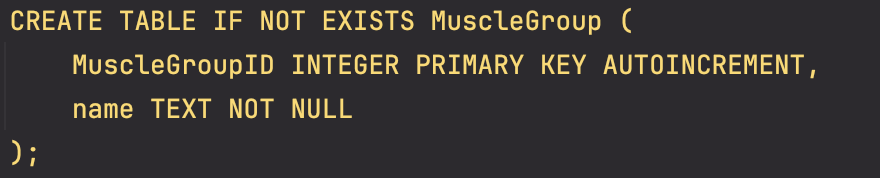 CREATE TABLE IF NOT EXISTS MuscleGroup (
    MuscleGroupID INTEGER PRIMARY KEY AUTOINCREMENT,
    name TEXT NOT NULL
);